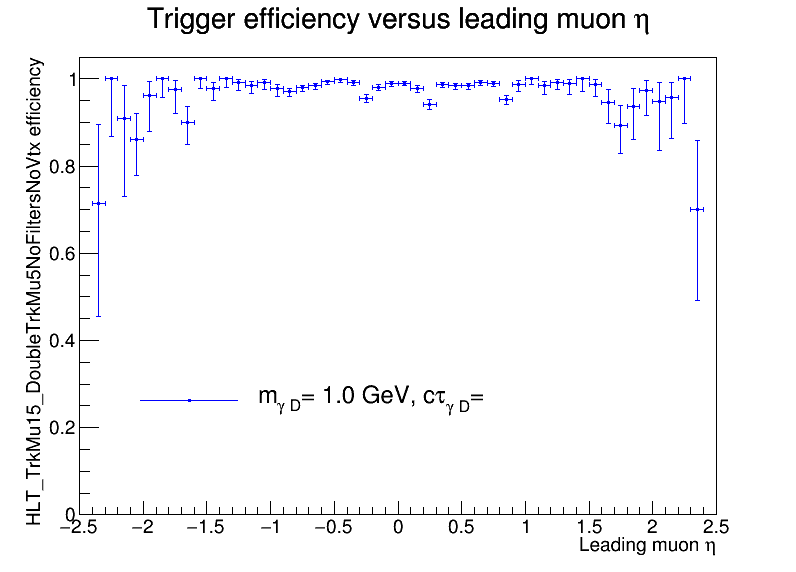 Trigger efficiency versus leading muon η
HLT_TrkMu15_DoubleTrkMu5NoFiltersNoVtx efficiency
1
0.8
0.6
0.4
0.2
0
mγ D= 1.0 GeV, cτγ D=
−2.5 −2 −1.5 −1 −0.5 0 0.5 1 1.5 2 2.5
Leading muon η